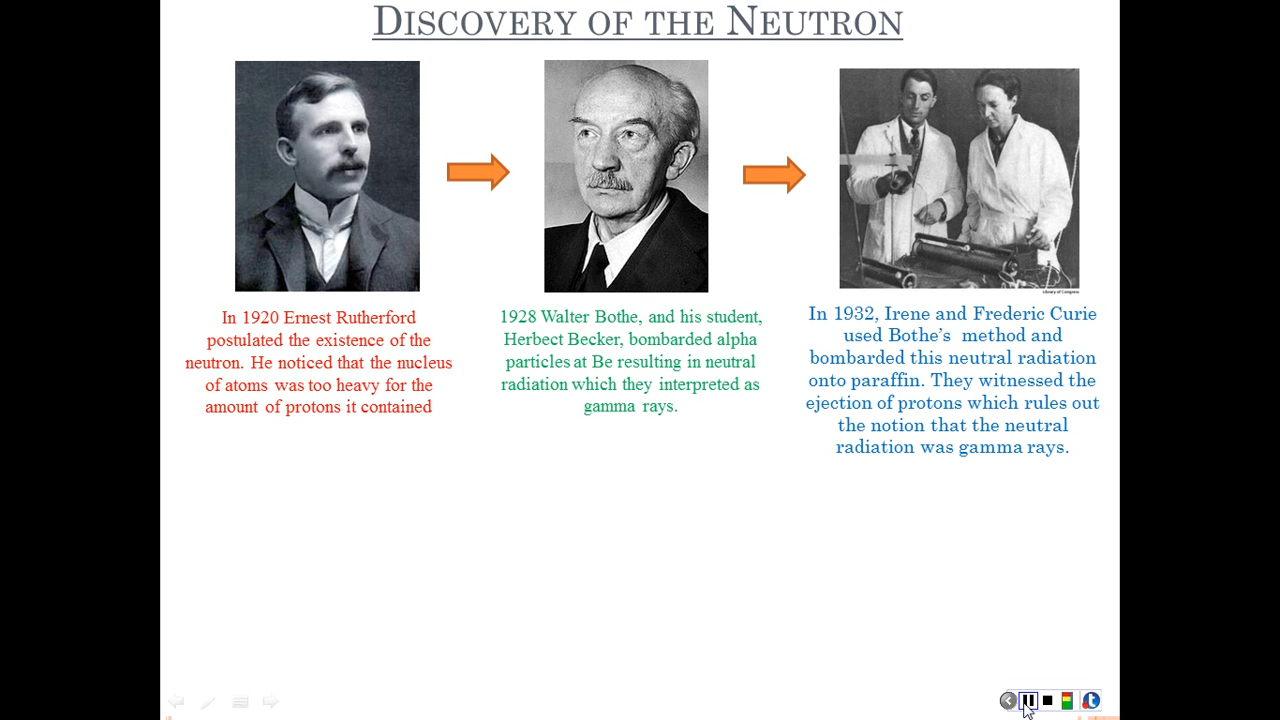 DISCOVERY OF THE NEUTRON
In 1920 Ernest Rutherford
postulated the existence of the
neutron. He noticed that the nucleus
of atoms was too heavy for the
amount of protons it contained
1928 Walter Bothe, and his student,
Herbect Becker, bombarded alpha
particles at Be resulting in neutral
radiation which they interpreted as
gamma rays.
Library of Congress
In 1932, Irene and Frederic Curie
used Bothe's method and
bombarded this neutral radiation
onto paraffin. They witnessed the
ejection of protons which rules out
the notion that the neutral
radiation was gamma rays.